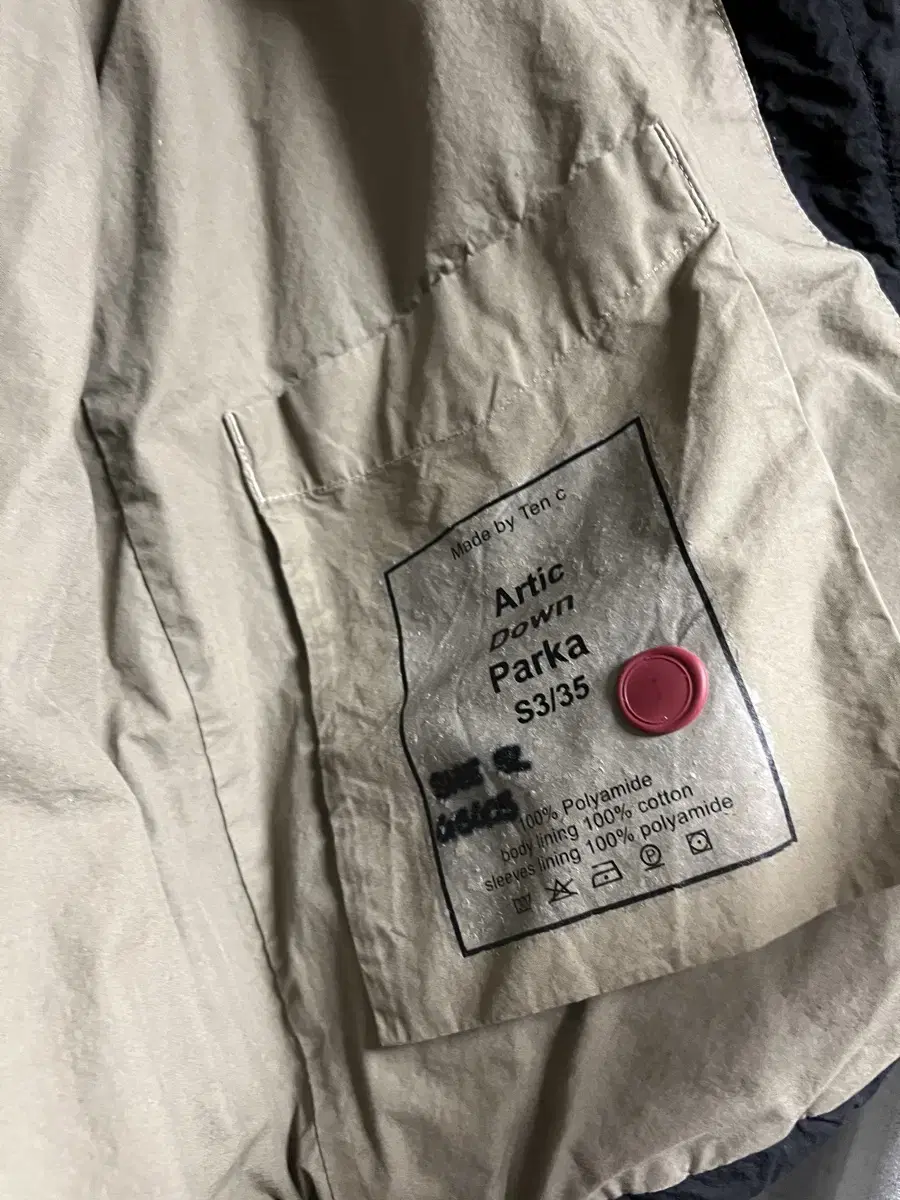 Made by Ten c
Artic
Down
Parka
S3/35
100% Polyamide
body lining 100% cotton
sleeves lining 100% polyamide
P